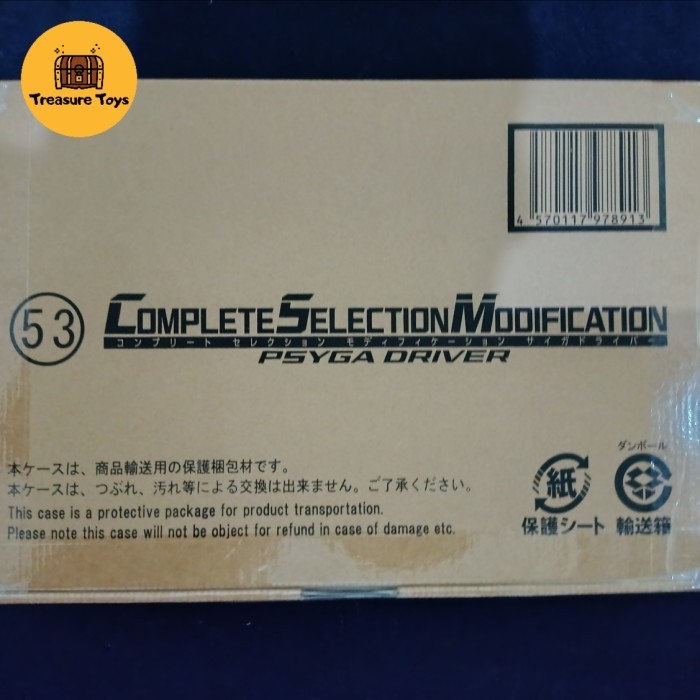 Treasure Toys
4 570117 978913
53
COMPLETE SELECTION MODIFICATION
コンプリート セレクション モディフィケーション サイガドライバー
PSYGA DRIVER
本ケースは、商品輸送用の保護梱包材です。
本ケースは、つぶれ、汚れ等による交換は出来ません。ご了承ください。
This case is a protective package for product transportation.
Please note this case will not be object for refund in case of damage etc.
ダンボール
紙
保護シート
輸送箱